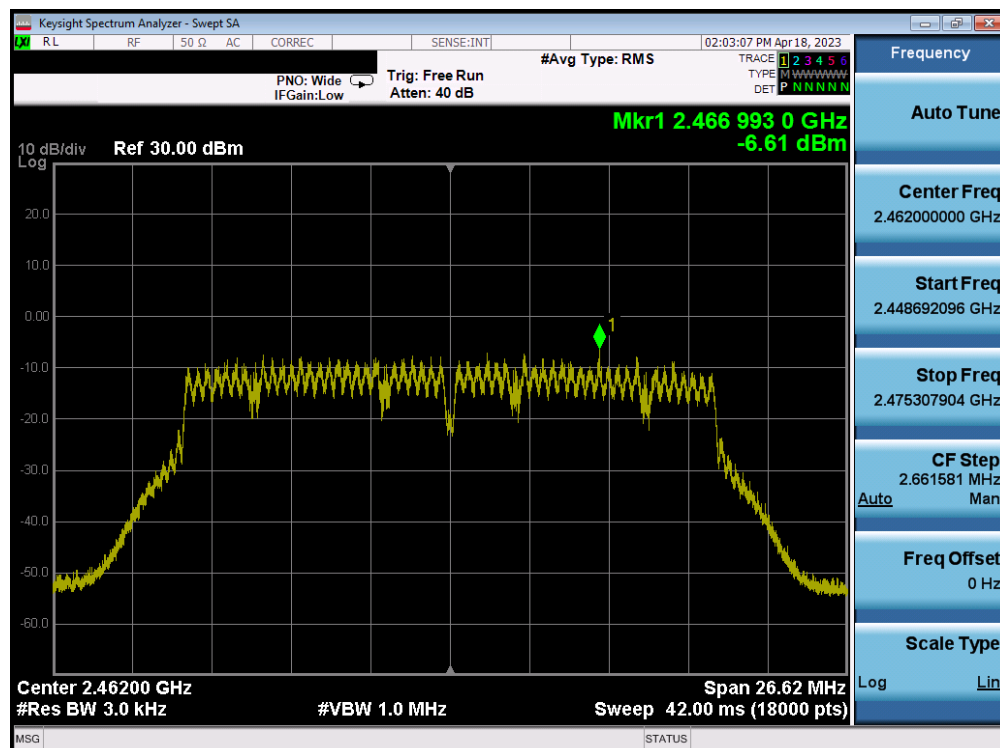 Keysight Spectrum Analyzer - Swept SA
LXI RL RF 50 Ω AC CORREC SENSE:INT 02:03:07 PM Apr 18, 2023
#Avg Type: RMS TRACE 1 2 3 4 5 6
PNO: Wide Trig: Free Run TYPE M WWWWW
IFGain:Low Atten: 40 dB DET P N N N N N
Mkr1 2.466 993 0 GHz
-6.61 dBm
10 dB/div Ref 30.00 dBm
Log
20.0
10.0
0.00
1
-10.0
-20.0
-30.0
-40.0
-50.0
-60.0
Center 2.46200 GHz Span 26.62 MHz
#Res BW 3.0 kHz #VBW 1.0 MHz Sweep 42.00 ms (18000 pts)
MSG STATUS
Frequency
Auto Tune
Center Freq
2.462000000 GHz
Start Freq
2.448692096 GHz
Stop Freq
2.475307904 GHz
CF Step
2.661581 MHz
Auto Man
Freq Offset
0 Hz
Scale Type
Log Lin